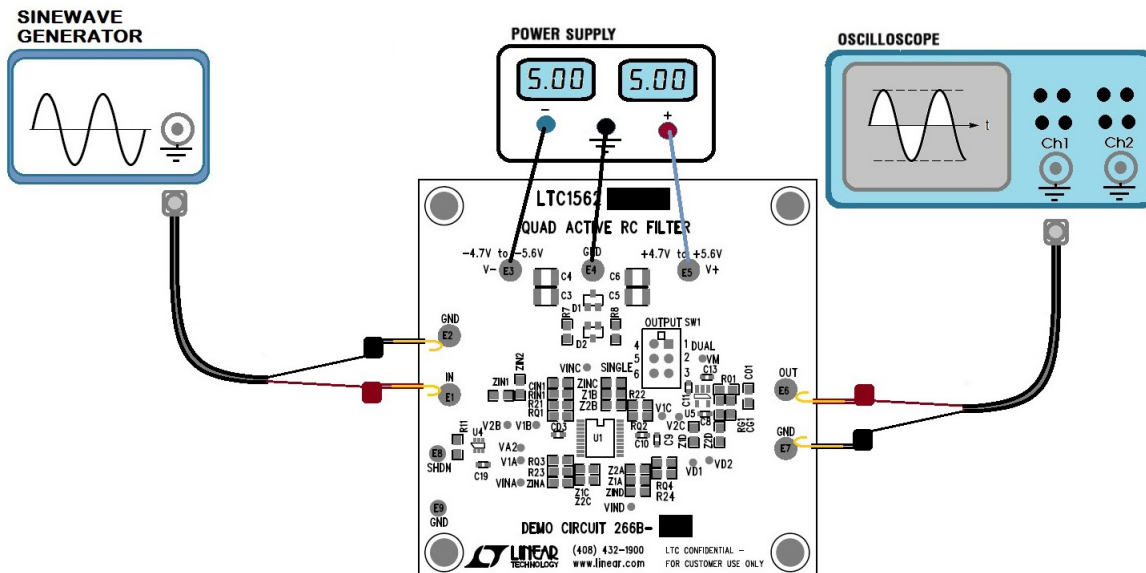 SINEWAVE
GENERATOR
POWER SUPPLY
OSCILLOSCOPE
5.00
5.00
-
+
t
Ch1
Ch2
LTC1562
QUAD ACTIVE RC FILTER
-4.7V to -5.6V
GND
+4.7V to +5.6V
V-
E3
E4
E5
V+
C4
C6
C3
C5
D1
R7
R8
D2
OUTPUT
SW1
4
1
DUAL
5
2
VM
6
3
C13
GND
E2
IN
E1
ZIN2
ZIN1
VINC
SINGLE
CIN1
RIN1
R21
RQ1
ZINC
Z1B
Z2B
R22
C11
RO1
CO1
OUT
E6
GND
E7
U5
V1C
V2C
C8
RG1
CG1
R11
U4
V2B
V1B
CD3
U1
RQ2
C10
C9
Z1D
Z2D
E8
SHDN
VA2
V1A
VINA
C19
RQ3
R23
ZINA
Z1C
Z2C
Z2A
Z1A
ZIND
RQ4
R24
VD1
VD2
VIND
E9
GND
DEMO CIRCUIT 266B-
LINEAR
TECHNOLOGY
(408) 432-1900
www.linear.com
LTC CONFIDENTIAL -
FOR CUSTOMER USE ONLY